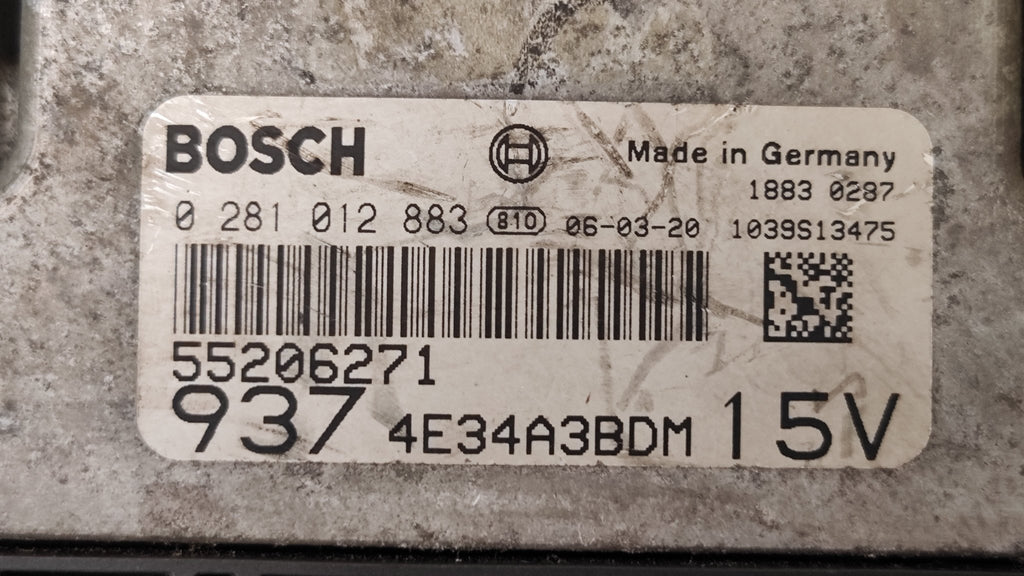 BOSCH Made in Germany
1883 0287
0 281 012 883 810 06-03-20 1039S13475
55206271
937 4E34A3BDM 15V